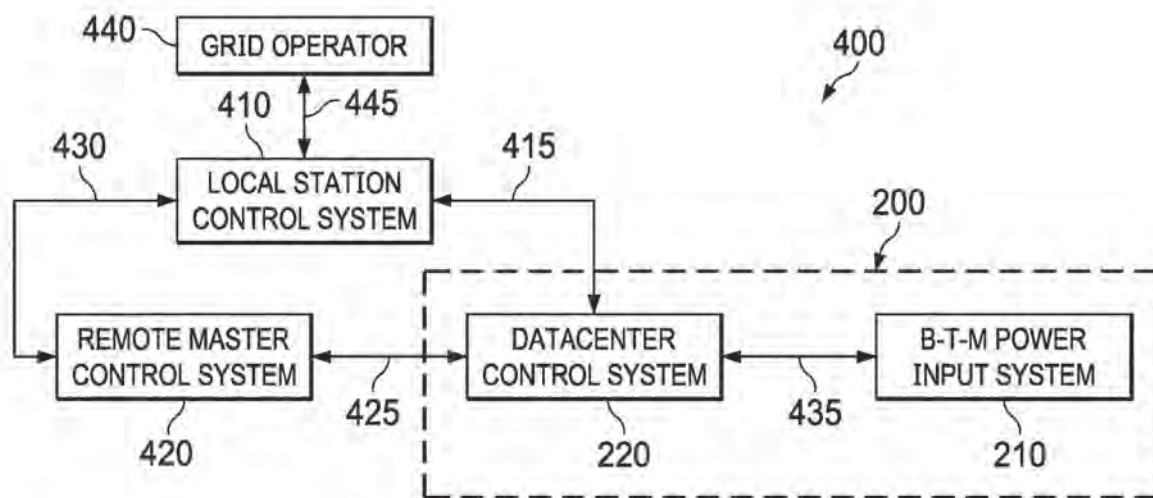 440
GRID OPERATOR
400
410
445
430
415
LOCAL STATION
CONTROL SYSTEM
200
REMOTE MASTER
CONTROL SYSTEM
DATACENTER
CONTROL SYSTEM
B-T-M POWER
INPUT SYSTEM
425
435
420
220
210